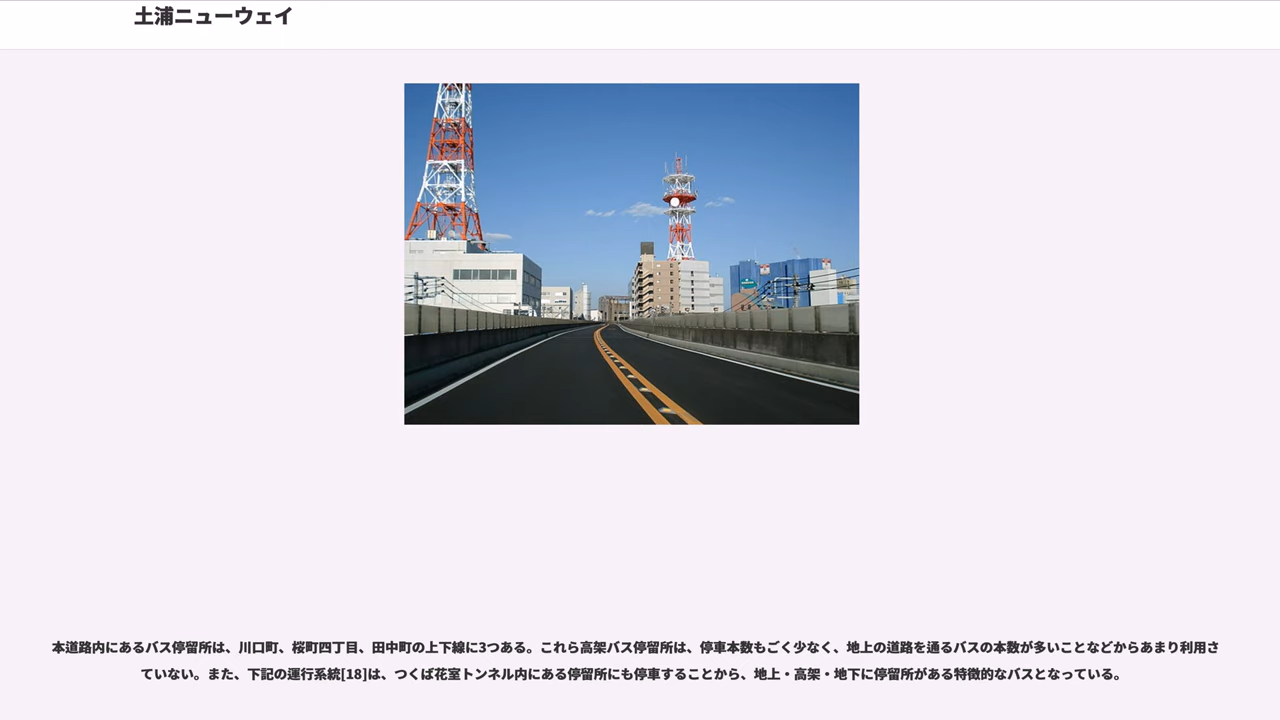 土浦ニューウェイ
本道路内にあるバス停留所は、川口町、桜町四丁目、田中町の上下線に3つある。これら高架バス停留所は、停車本数もごく少なく、地上の道路を通るバスの本数が多いことなどからあまり利用さ
ていない。また、下記の運行系統[18]は、つくば花室トンネル内にある停留所にも停車することから、地上・高架・地下に停留所がある特徴的なバスとなっている。